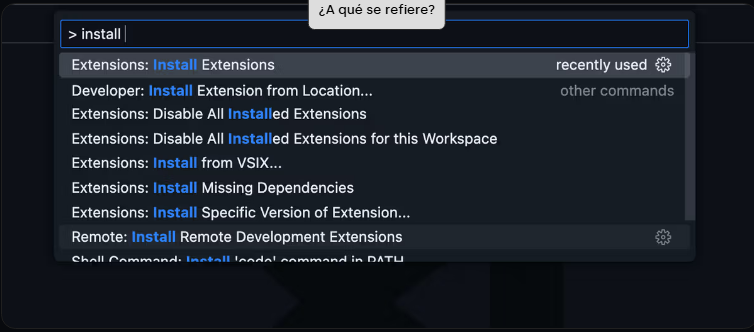 ¿A qué se refiere?
> install
Extensions: Install Extensions recently used
Developer: Install Extension from Location... other commands
Extensions: Disable All Installed Extensions
Extensions: Disable All Installed Extensions for this Workspace
Extensions: Install from VSIX...
Extensions: Install Missing Dependencies
Extensions: Install Specific Version of Extension...
Remote: Install Remote Development Extensions
Shell Command: Install 'code' command in PATH